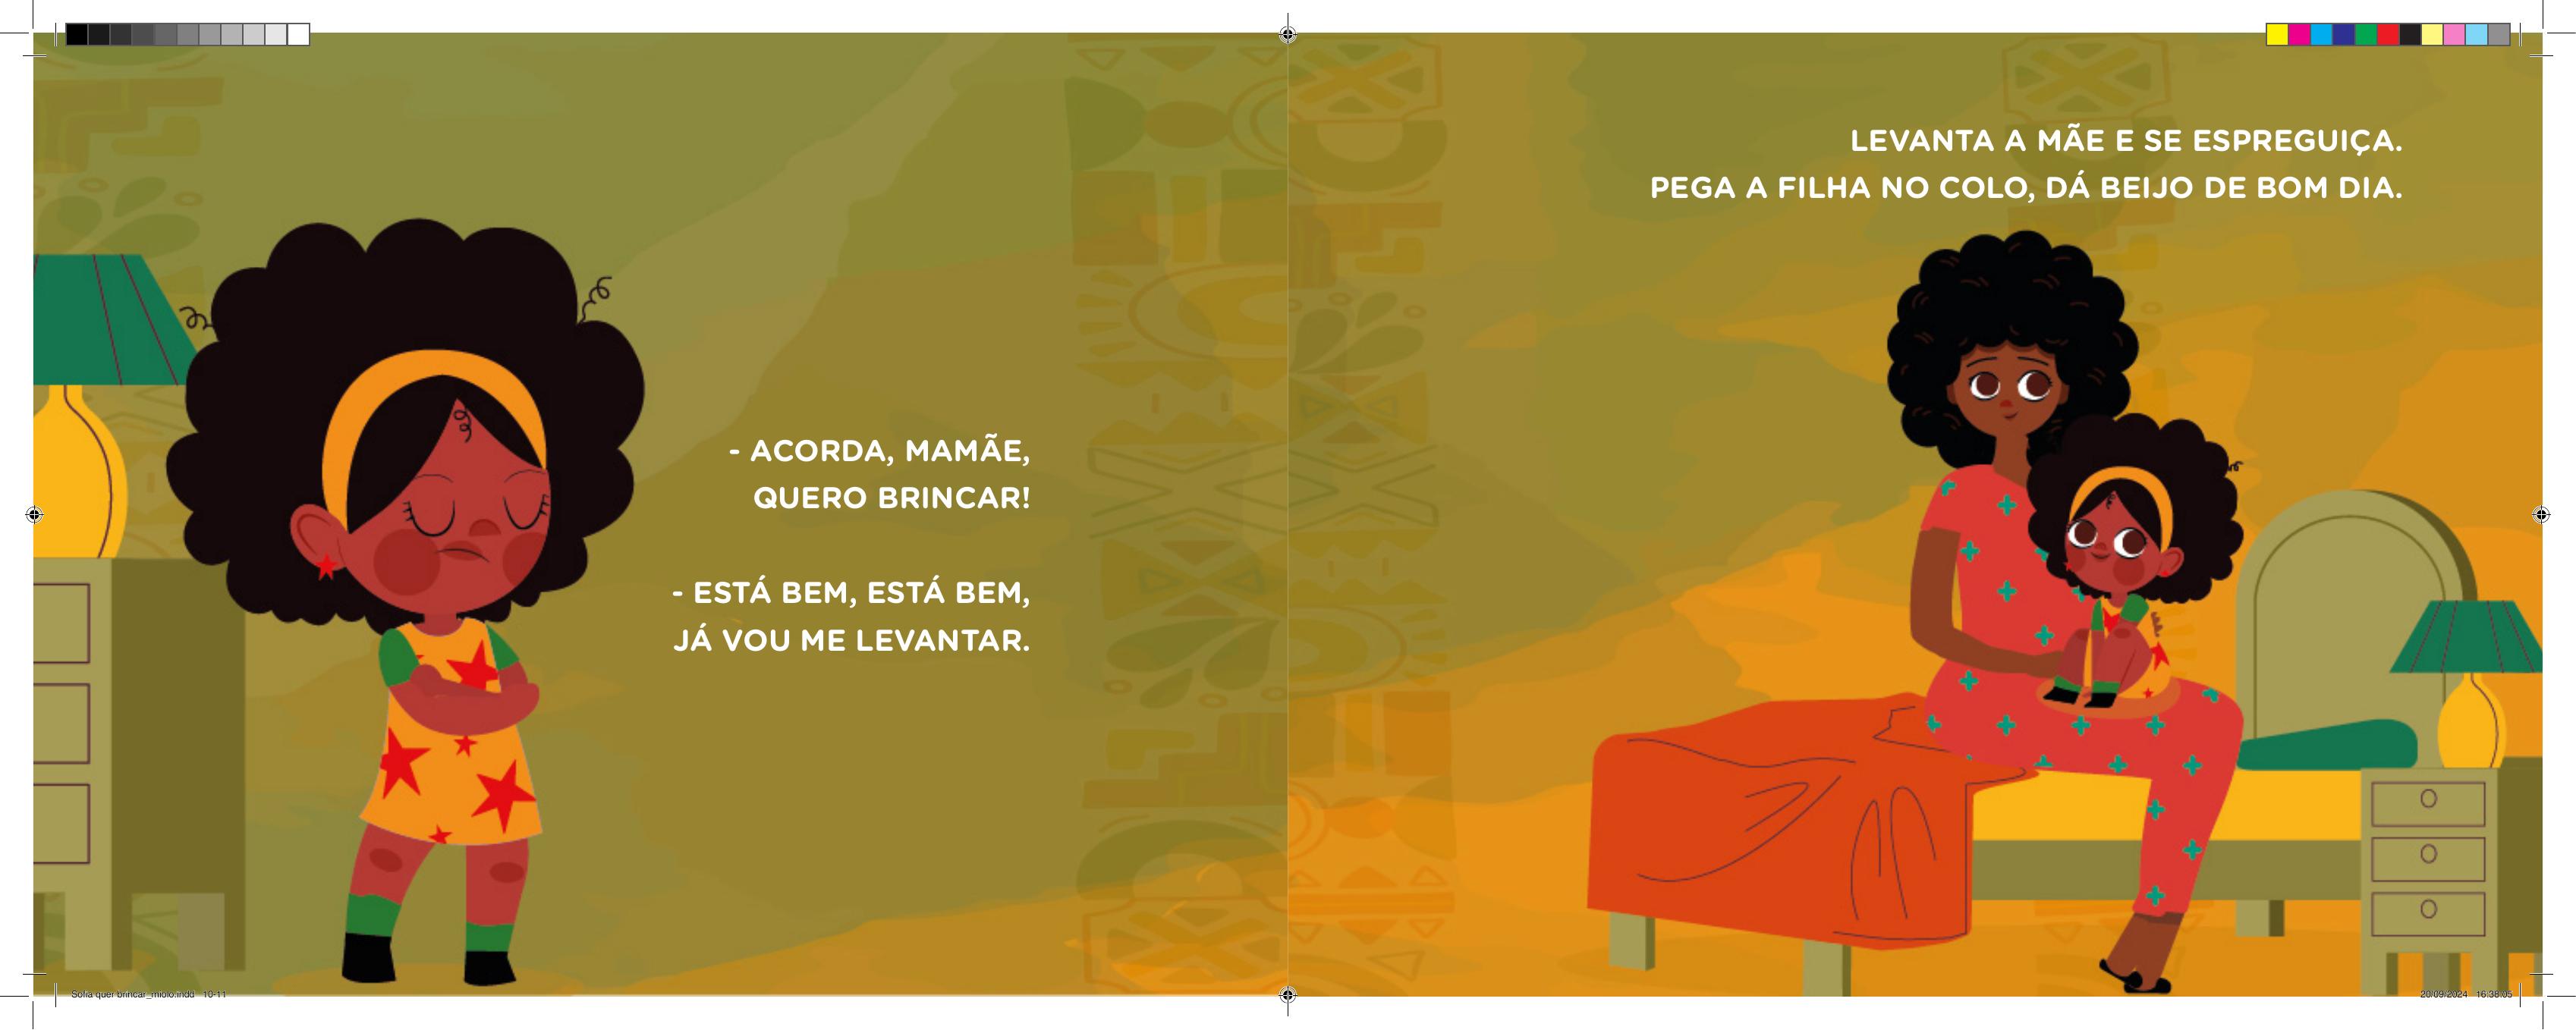 - ACORDA, MAMÃE,
QUERO BRINCAR!
- ESTÁ BEM, ESTÁ BEM,
JÁ VOU ME LEVANTAR.
LEVANTA A MÃE E SE ESPREGUIÇA.
PEGA A FILHA NO COLO, DÁ BEIJO DE BOM DIA.
Sofia quer brincar_miolo.indd 10-11
20/09/2024 16:38:05